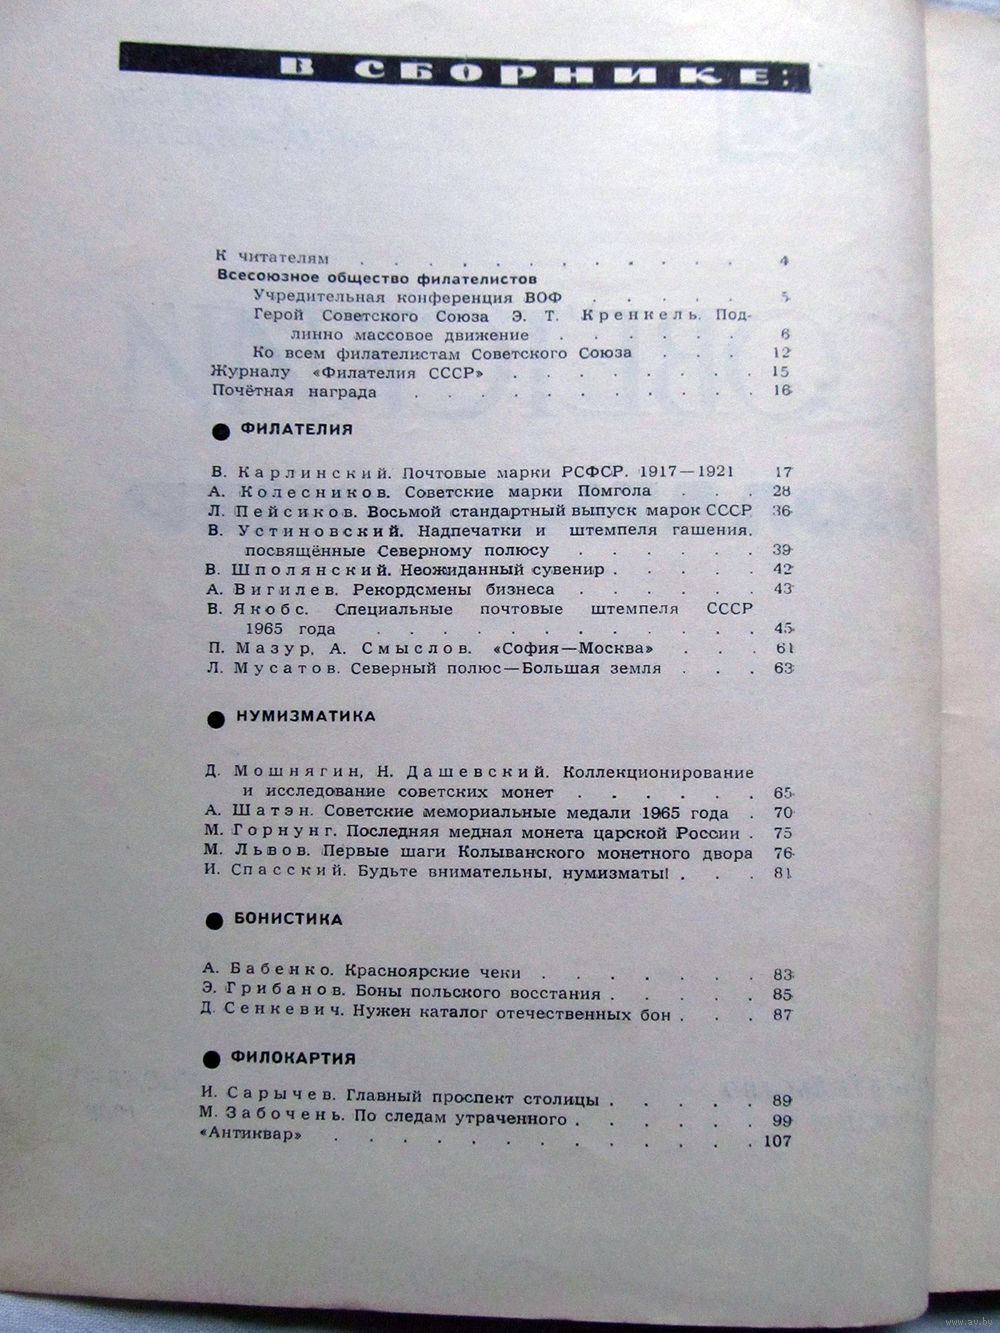 В СБОРНИКЕ:
К читателям . . . . . . . . . . . . 4
Всесоюзное общество филателистов
Учредительная конференция ВОФ . . . . . 5
Герой Советского Союза Э. Т. Кренкель. Под-
линно массовое движение . . . . . . 6
Ко всем филателистам Советского Союза . . . 12
Журналу «Филателия СССР» . . . . . . . . 15
Почётная награда . . . . . . . . . . 16
● ФИЛАТЕЛИЯ
В. Карлинский. Почтовые марки РСФСР. 1917—1921 17
А. Колесников. Советские марки Помгола . . . 28
Л. Пейсиков. Восьмой стандартный выпуск марок СССР 36
В. Устиновский. Надпечатки и штемпеля гашения,
посвящённые Северному полюсу . . . . . . 39
В. Шполянский. Неожиданный сувенир . . . . . 42
А. Вигилев. Рекордсмены бизнеса . . . . . . 43
В. Якобс. Специальные почтовые штемпеля СССР
1965 года . . . . . . . . . . . . 45
П. Мазур, А. Смыслов. «София—Москва» . . . 61
Л. Мусатов. Северный полюс—Большая земля . . . 63
● НУМИЗМАТИКА
Д. Мошнягин, Н. Дашевский. Коллекционирование
и исследование советских монет . . . . . . 65
А. Шатэн. Советские мемориальные медали 1965 года . 70
М. Горнунг. Последняя медная монета царской России . 75
М. Львов. Первые шаги Колыванского монетного двора 76
И. Спасский. Будьте внимательны, нумизматы! . . . 81
● БОНИСТИКА
А. Бабенко. Красноярские чеки . . . . . . . 83
Э. Грибанов. Боны польского восстания . . . . . 85
Д. Сенкевич. Нужен каталог отечественных бон . . . 87
● ФИЛОКАРТИЯ
И. Сарычев. Главный проспект столицы . . . . . 89
М. Забочень. По следам утраченного . . . . . . 99
«Антиквар» . . . . . . . . . . . . . 107
www.ay.by